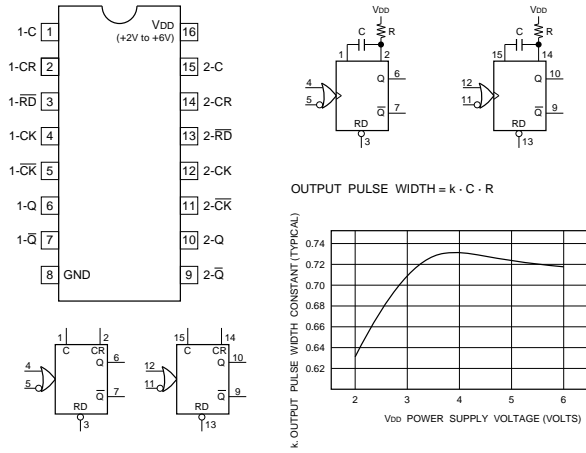 1-C 1 VDD 16
(+2V to +6V)
1-CR 2 15 2-C
1-R̅D̅ 3 14 2-CR
1-CK 4 13 2-R̅D̅
1-C̅K̅ 5 12 2-CK
1-Q 6 11 2-C̅K̅
1-Q̅ 7 10 2-Q
8 GND 9 2-Q̅
VDD
C R
1 2
4 Q 6
5 Q̅ 7
RD
3
VDD
C R
15 14
12 Q 10
11 Q̅ 9
RD
13
OUTPUT PULSE WIDTH = k · C · R
k. OUTPUT PULSE WIDTH CONSTANT (TYPICAL)
0.74
0.72
0.70
0.68
0.66
0.64
0.62
2 3 4 5 6
VDD POWER SUPPLY VOLTAGE (VOLTS)
1 2
C CR
4 Q 6
5 Q̅ 7
RD
3
15 14
C CR
12 Q 10
11 Q̅ 9
RD
13